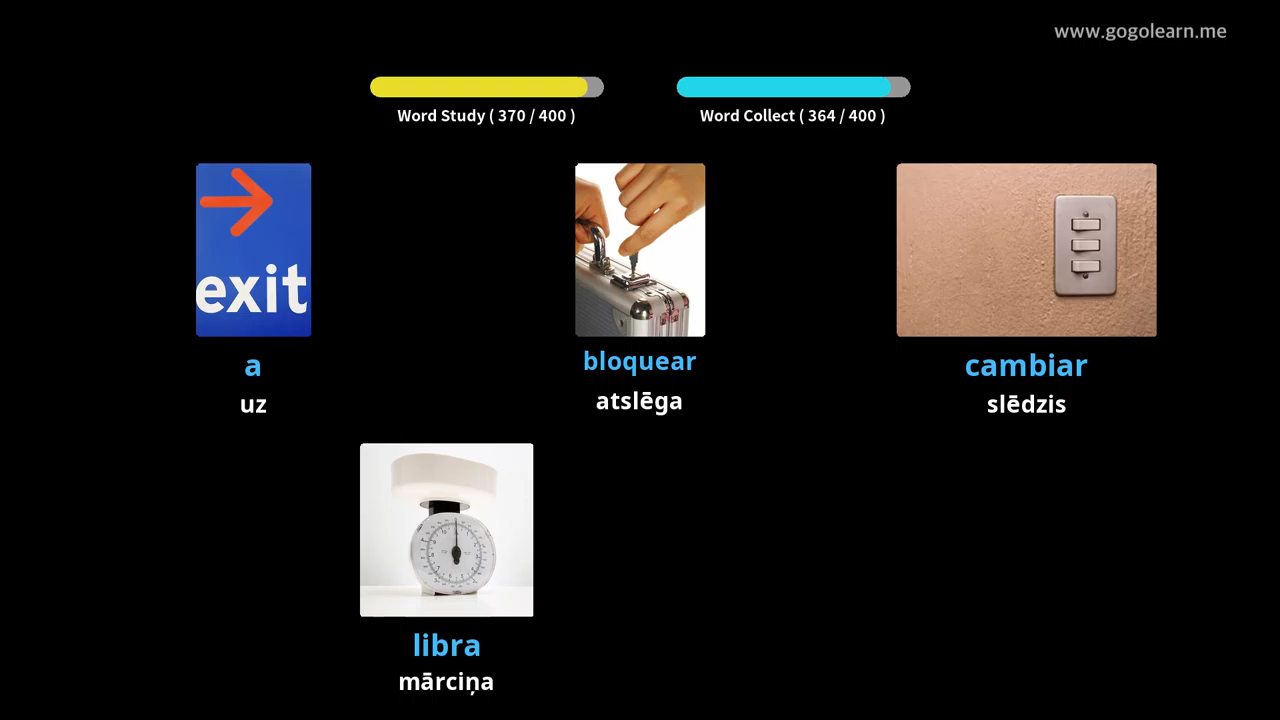 www.gogolearn.me
Word Study ( 370 / 400 )
Word Collect ( 364 / 400 )
exit
a
uz
bloquear
atslēga
cambiar
slēdzis
libra
mārciņa